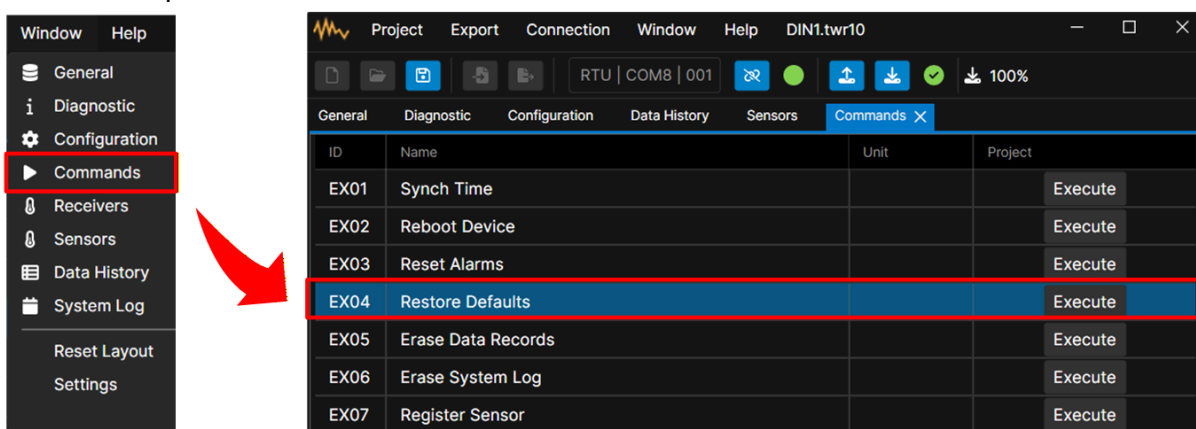 Window Help
General
Diagnostic
Configuration
Commands
Receivers
Sensors
Data History
System Log
Reset Layout
Settings
Project Export Connection Window Help DIN1.twr10
RTU | COM8 | 001 100%
General Diagnostic Configuration Data History Sensors Commands
ID Name Unit Project
EX01 Synch Time Execute
EX02 Reboot Device Execute
EX03 Reset Alarms Execute
EX04 Restore Defaults Execute
EX05 Erase Data Records Execute
EX06 Erase System Log Execute
EX07 Register Sensor Execute